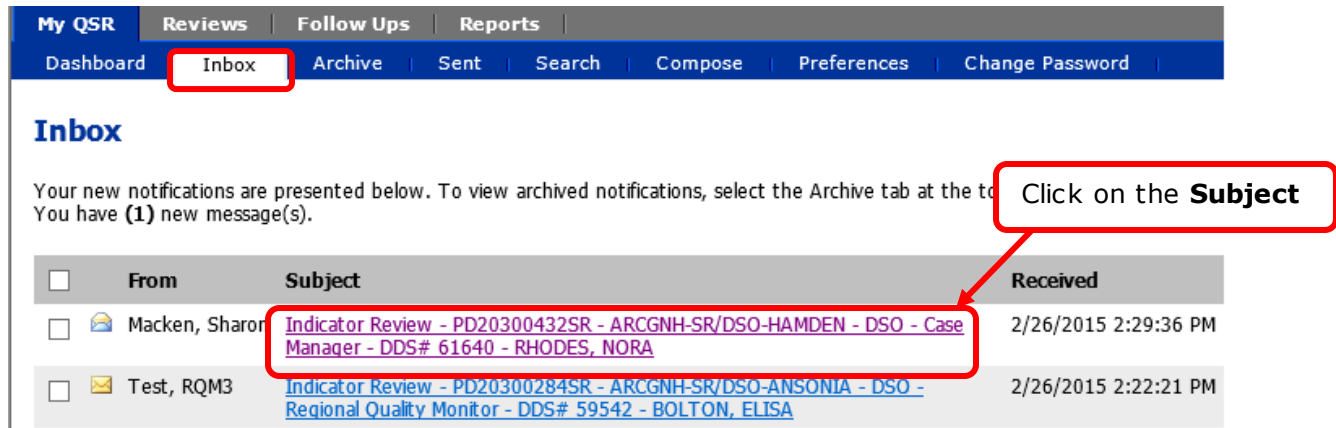 My QSR Reviews Follow Ups Reports
Dashboard Inbox Archive Sent Search Compose Preferences Change Password
Inbox
Your new notifications are presented below. To view archived notifications, select the Archive tab at the
You have (1) new message(s).
Click on the Subject
From Subject Received
Macken, Sharon Indicator Review - PD20300432SR - ARCGNH-SR/DSO-HAMDEN - DSO - Case 2/26/2015 2:29:36 PM
Manager - DDS# 61640 - RHODES, NORA
Test, RQM3 Indicator Review - PD20300284SR - ARCGNH-SR/DSO-ANSONIA - DSO - 2/26/2015 2:22:21 PM
Regional Quality Monitor - DDS# 59542 - BOLTON, ELISA